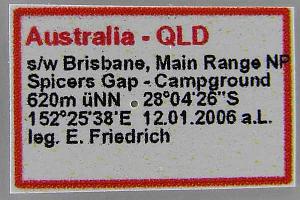 Australia - QLD
s/w Brisbane, Main Range NP
Spicers Gap - Campground
620m üNN 28°04'26"S
152°25'38'E 12.01.2006 a.L.
leg. E. Friedrich